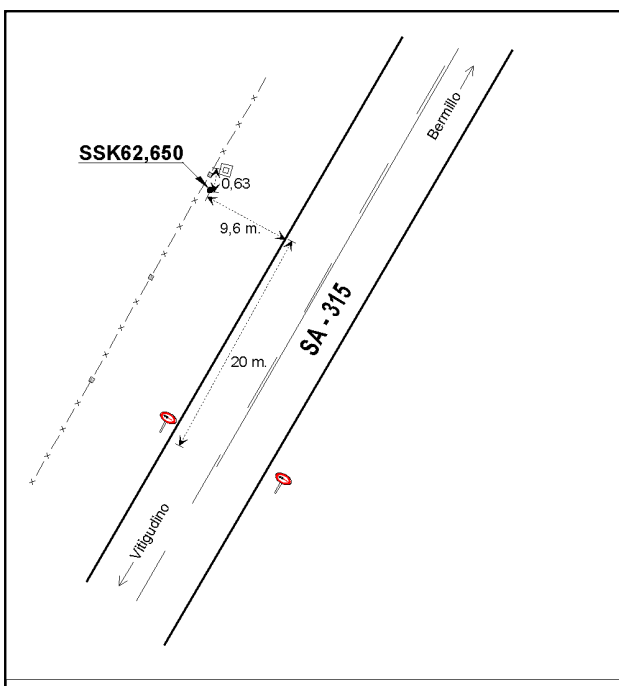 Bermillo
SSK62,650
0,63
9,6 m.
SA - 315
20 m.
Vitigudino